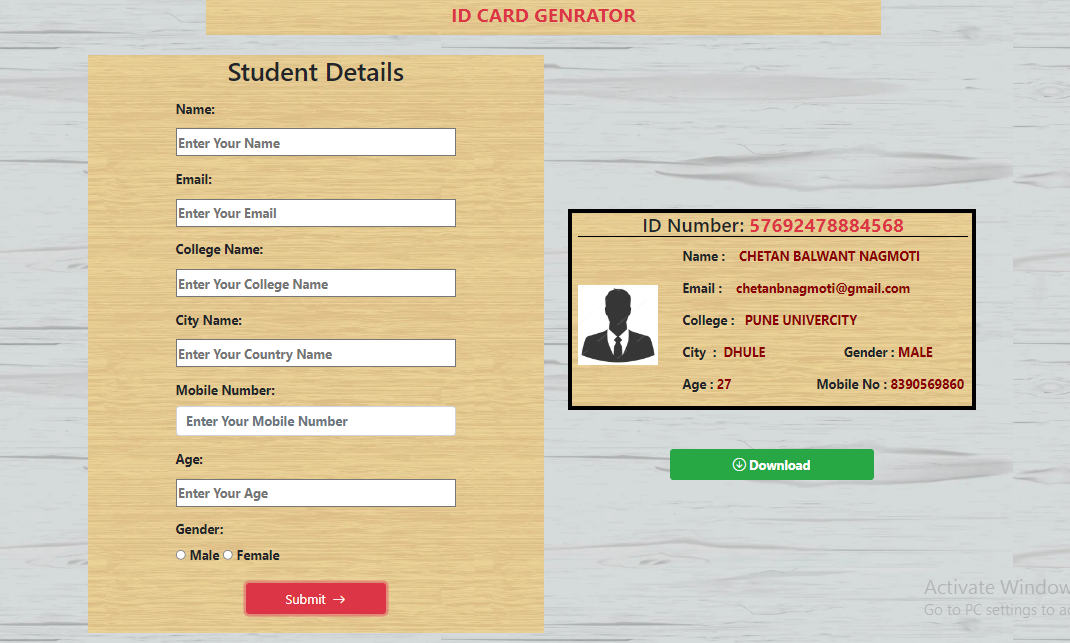 ID CARD GENRATOR
Student Details
Name:
Enter Your Name
Email:
Enter Your Email
College Name:
Enter Your College Name
City Name:
Enter Your Country Name
Mobile Number:
Enter Your Mobile Number
Age:
Enter Your Age
Gender:
Male Female
Submit →
ID Number: 57692478884568
Name : CHETAN BALWANT NAGMOTI
Email : chetanbnagmoti@gmail.com
College : PUNE UNIVERCITY
City : DHULE Gender : MALE
Age : 27 Mobile No : 8390569860
Download
Activate Window
Go to PC settings to a